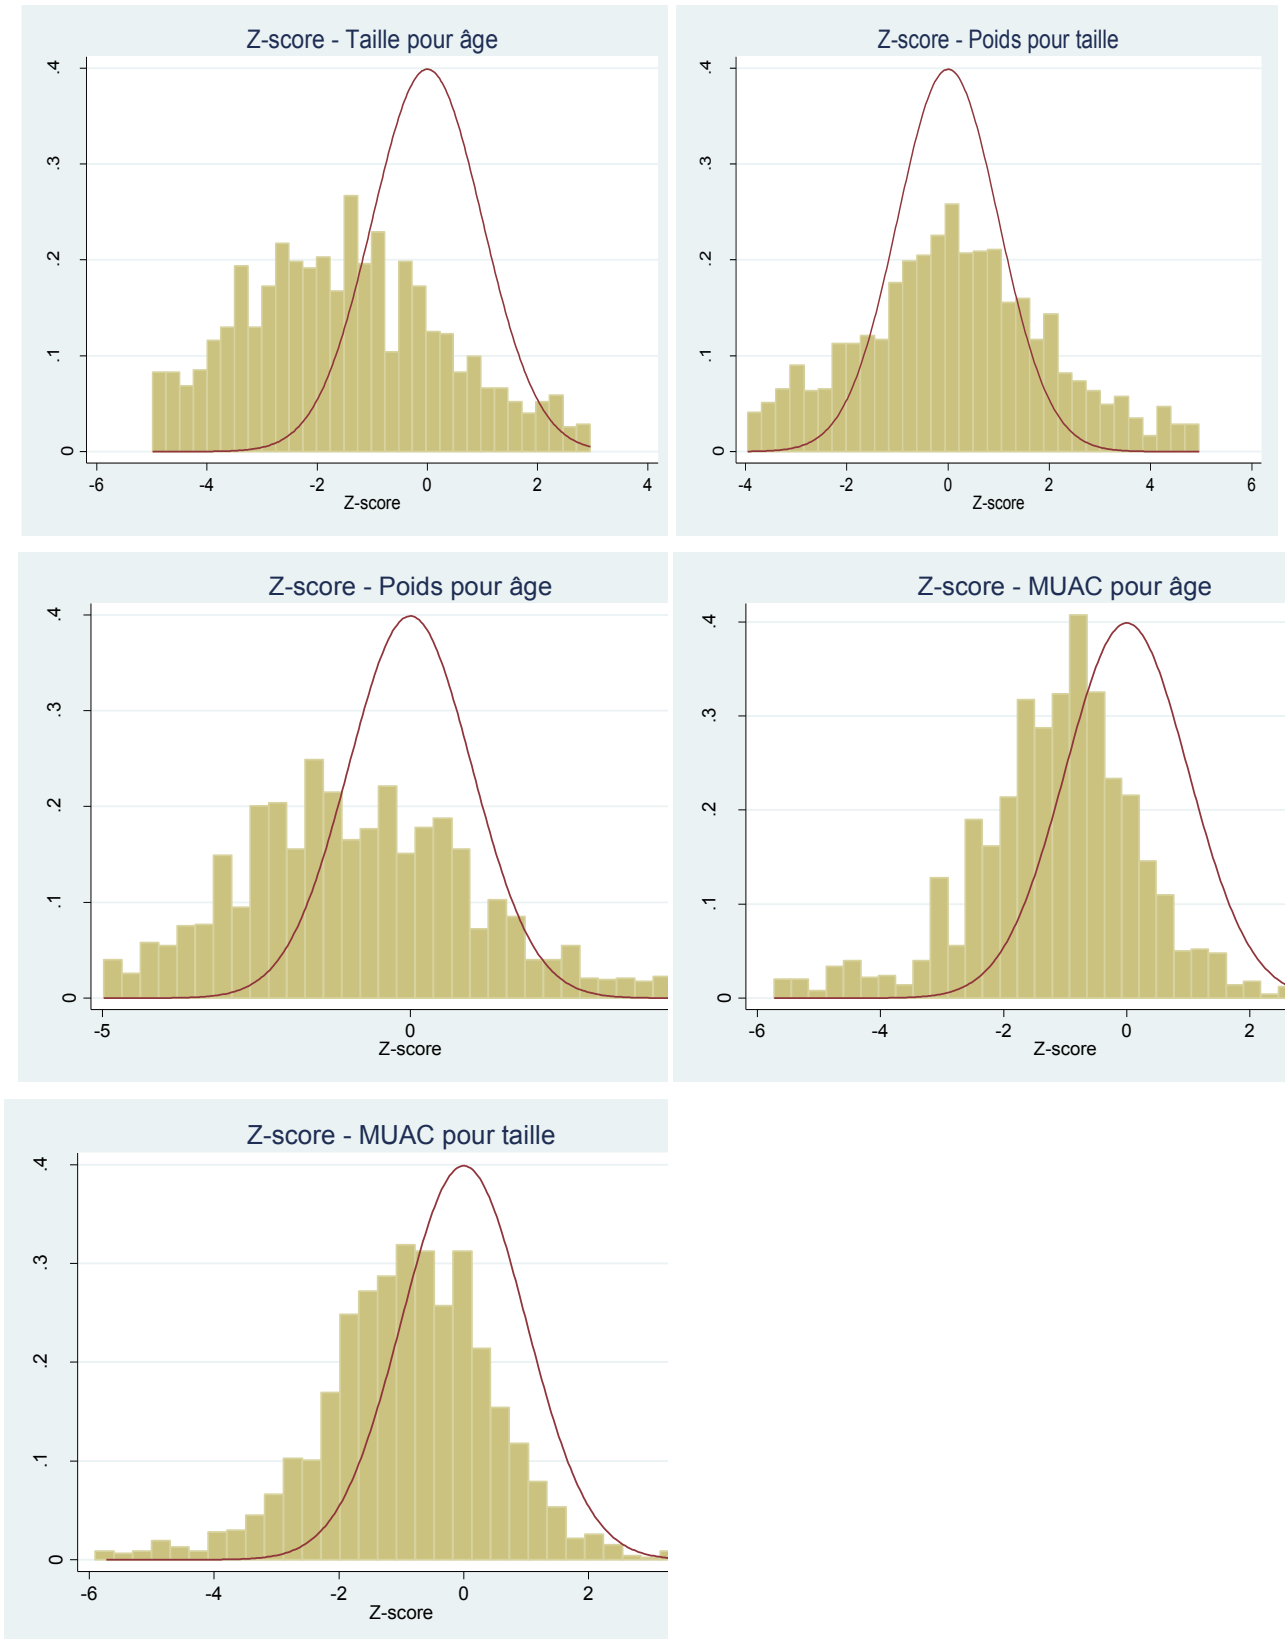 Z-score - Taille pour âge
.4
.3
.2
.1
0
-6 -4 -2 0 2 4
Z-score
Z-score - Poids pour taille
.4
.3
.2
.1
0
-4 -2 0 2 4 6
Z-score
Z-score - Poids pour âge
.4
.3
.2
.1
0
-5 0
Z-score
Z-score - MUAC pour âge
.4
.3
.2
.1
0
-6 -4 -2 0 2
Z-score
Z-score - MUAC pour taille
.4
.3
.2
.1
0
-6 -4 -2 0 2
Z-score